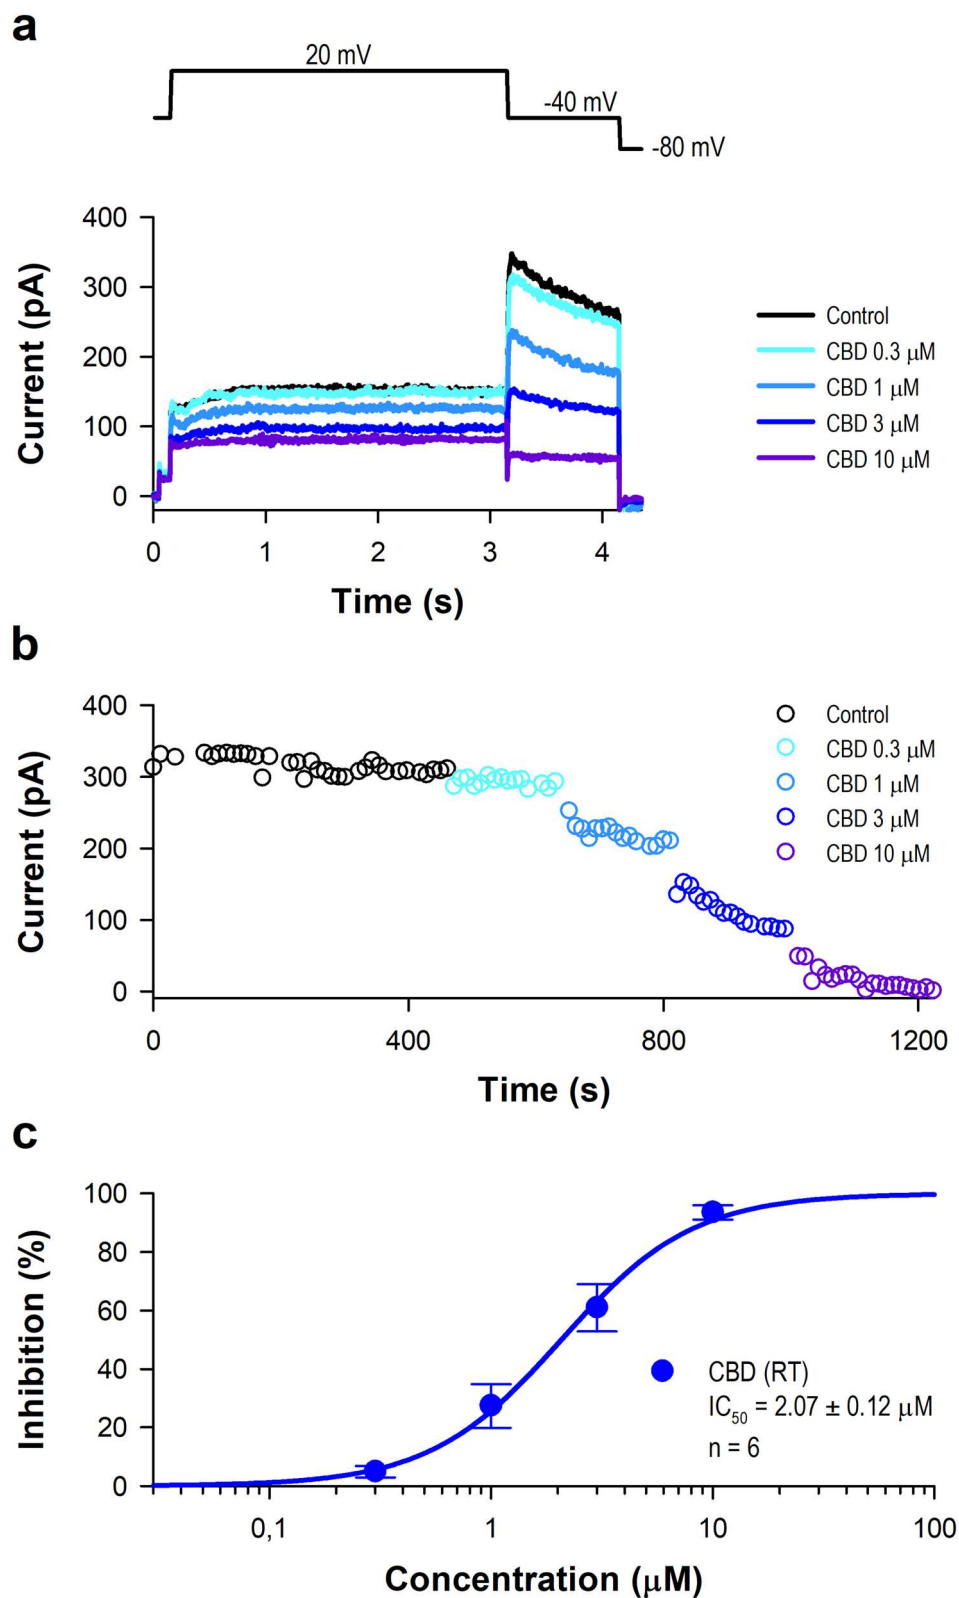 a
20 mV
-40 mV
-80 mV
400
300
200
100
0
Current (pA)
0 1 2 3 4
Time (s)
Control
CBD 0.3 µM
CBD 1 µM
CBD 3 µM
CBD 10 µM
b
400
300
200
100
0
Current (pA)
0 400 800 1200
Time (s)
Control
CBD 0.3 µM
CBD 1 µM
CBD 3 µM
CBD 10 µM
c
100
80
60
40
20
0
Inhibition (%)
0,1 1 10 100
Concentration (µM)
CBD (RT)
IC50 = 2.07 ± 0.12 µM
n = 6